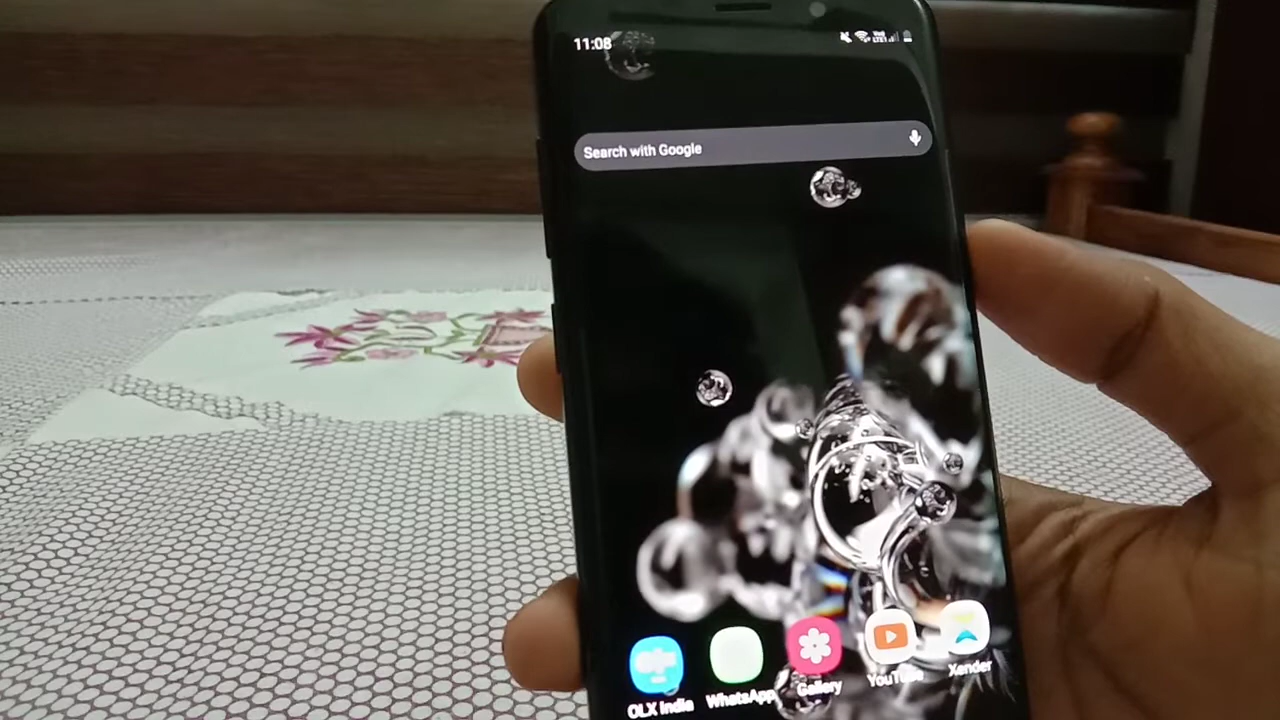 11:08
Search with Google
OLX India
WhatsApp
Gallery
YouTube
Xender